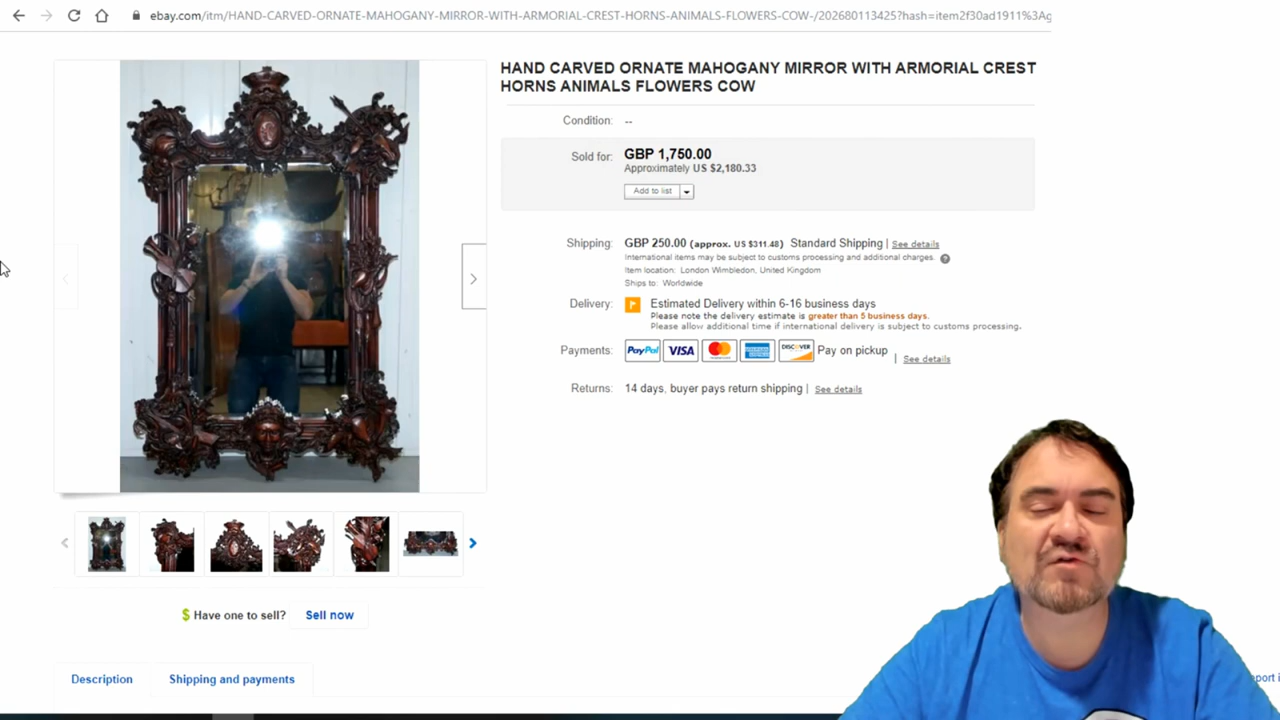 ebay.com/itm/HAND-CARVED-ORNATE-MAHOGANY-MIRROR-WITH-ARMORIAL-CREST-HORNS-ANIMALS-FLOWERS-COW-/202680113425?hash=item2f30ad1911%3Ag
HAND CARVED ORNATE MAHOGANY MIRROR WITH ARMORIAL CREST
HORNS ANIMALS FLOWERS COW
Condition: --
Sold for: GBP 1,750.00
Approximately US $2,180.33
Add to list
Shipping: GBP 250.00 (approx. US $311.48) Standard Shipping | See details
International items may be subject to customs processing and additional charges. ?
Item location: London Wimbledon, United Kingdom
Ships to: Worldwide
Delivery: Estimated Delivery within 6-16 business days
Please note the delivery estimate is greater than 5 business days.
Please allow additional time if international delivery is subject to customs processing.
Payments: PayPal VISA MasterCard AMERICAN EXPRESS DISCOVER Pay on pickup | See details
Returns: 14 days, buyer pays return shipping | See details
$ Have one to sell? Sell now
Description Shipping and payments